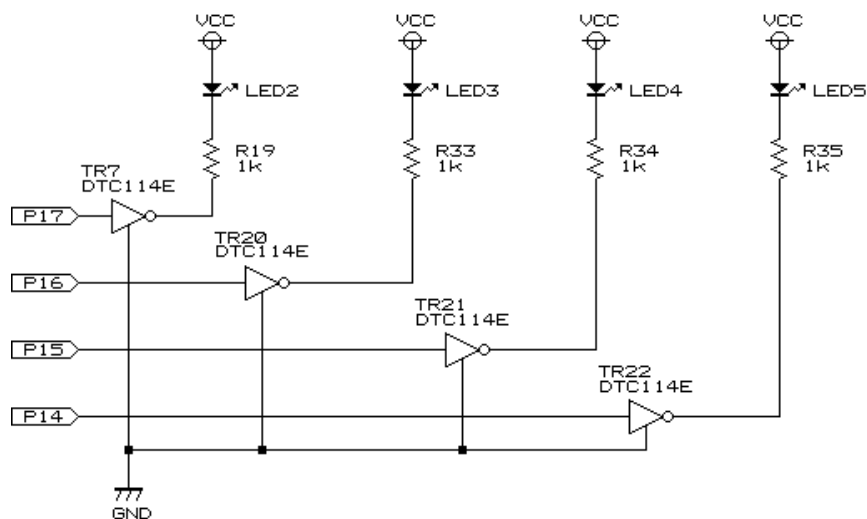 VCC VCC VCC VCC
LED2 LED3 LED4 LED5
R19 R33 R34 R35
1k 1k 1k 1k
TR7
DTC114E
P17
TR20
DTC114E
P16
TR21
DTC114E
P15
TR22
DTC114E
P14
GND